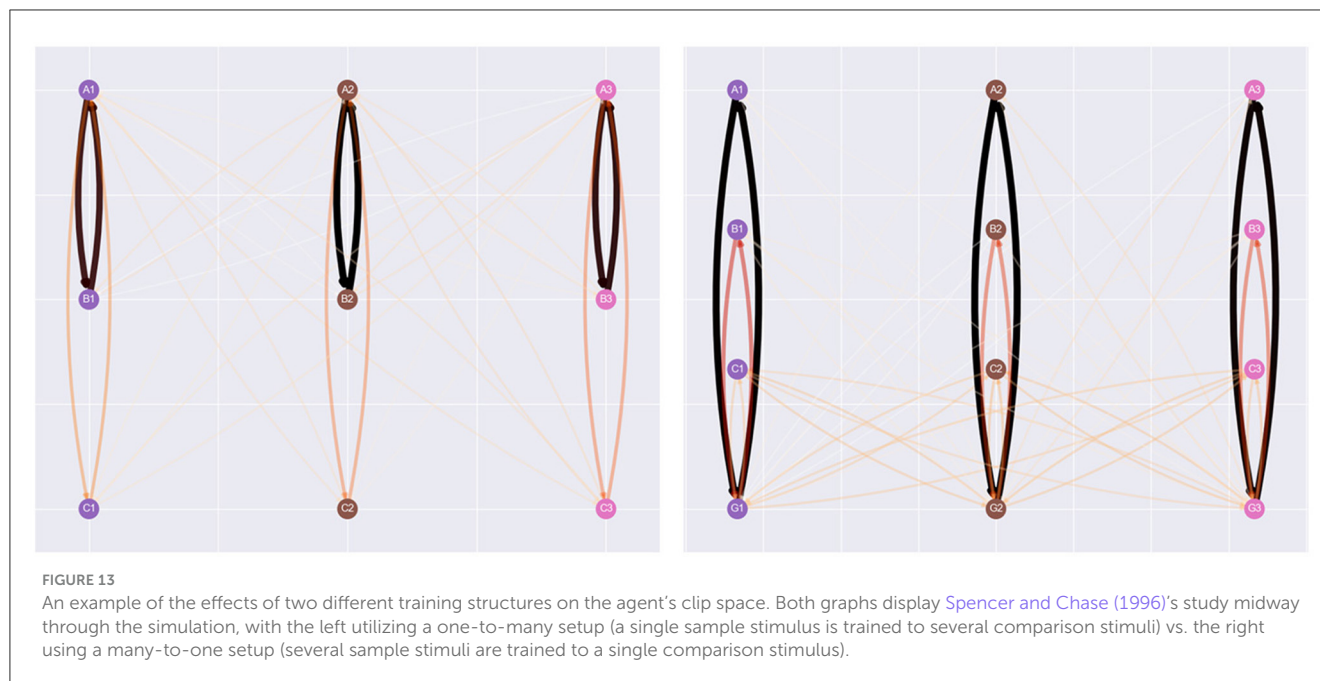 A1 A2 A3 A1 A2 A3
B1 B2 B3
B1 B2 B3
C1 C2 C3
C1 C2 C3 G1 G2 G3
FIGURE 13
An example of the effects of two different training structures on the agent's clip space. Both graphs display Spencer and Chase (1996)'s study midway
through the simulation, with the left utilizing a one-to-many setup (a single sample stimulus is trained to several comparison stimuli) vs. the right
using a many-to-one setup (several sample stimuli are trained to a single comparison stimulus).